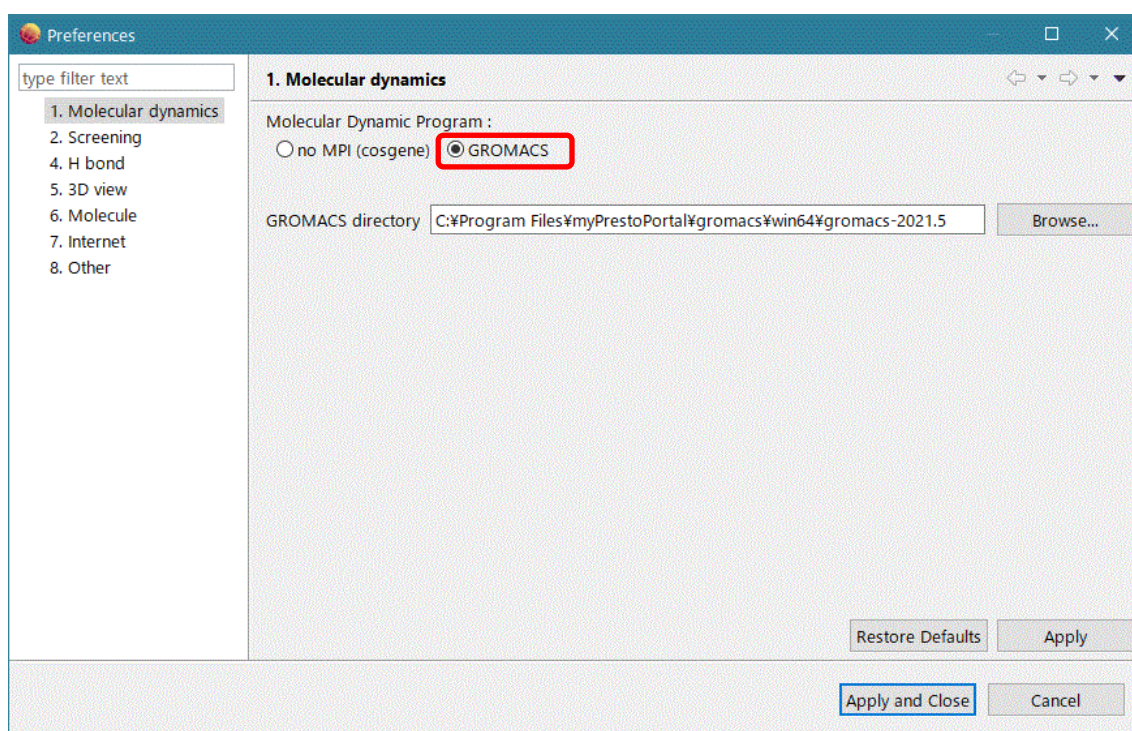 Preferences
type filter text
1. Molecular dynamics
2. Screening
4. H bond
5. 3D view
6. Molecule
7. Internet
8. Other
1. Molecular dynamics
Molecular Dynamic Program :
no MPI (cosgene) GROMACS
GROMACS directory C:¥Program Files¥myPrestoPortal¥gromacs¥win64¥gromacs-2021.5 Browse...
Restore Defaults Apply
Apply and Close Cancel